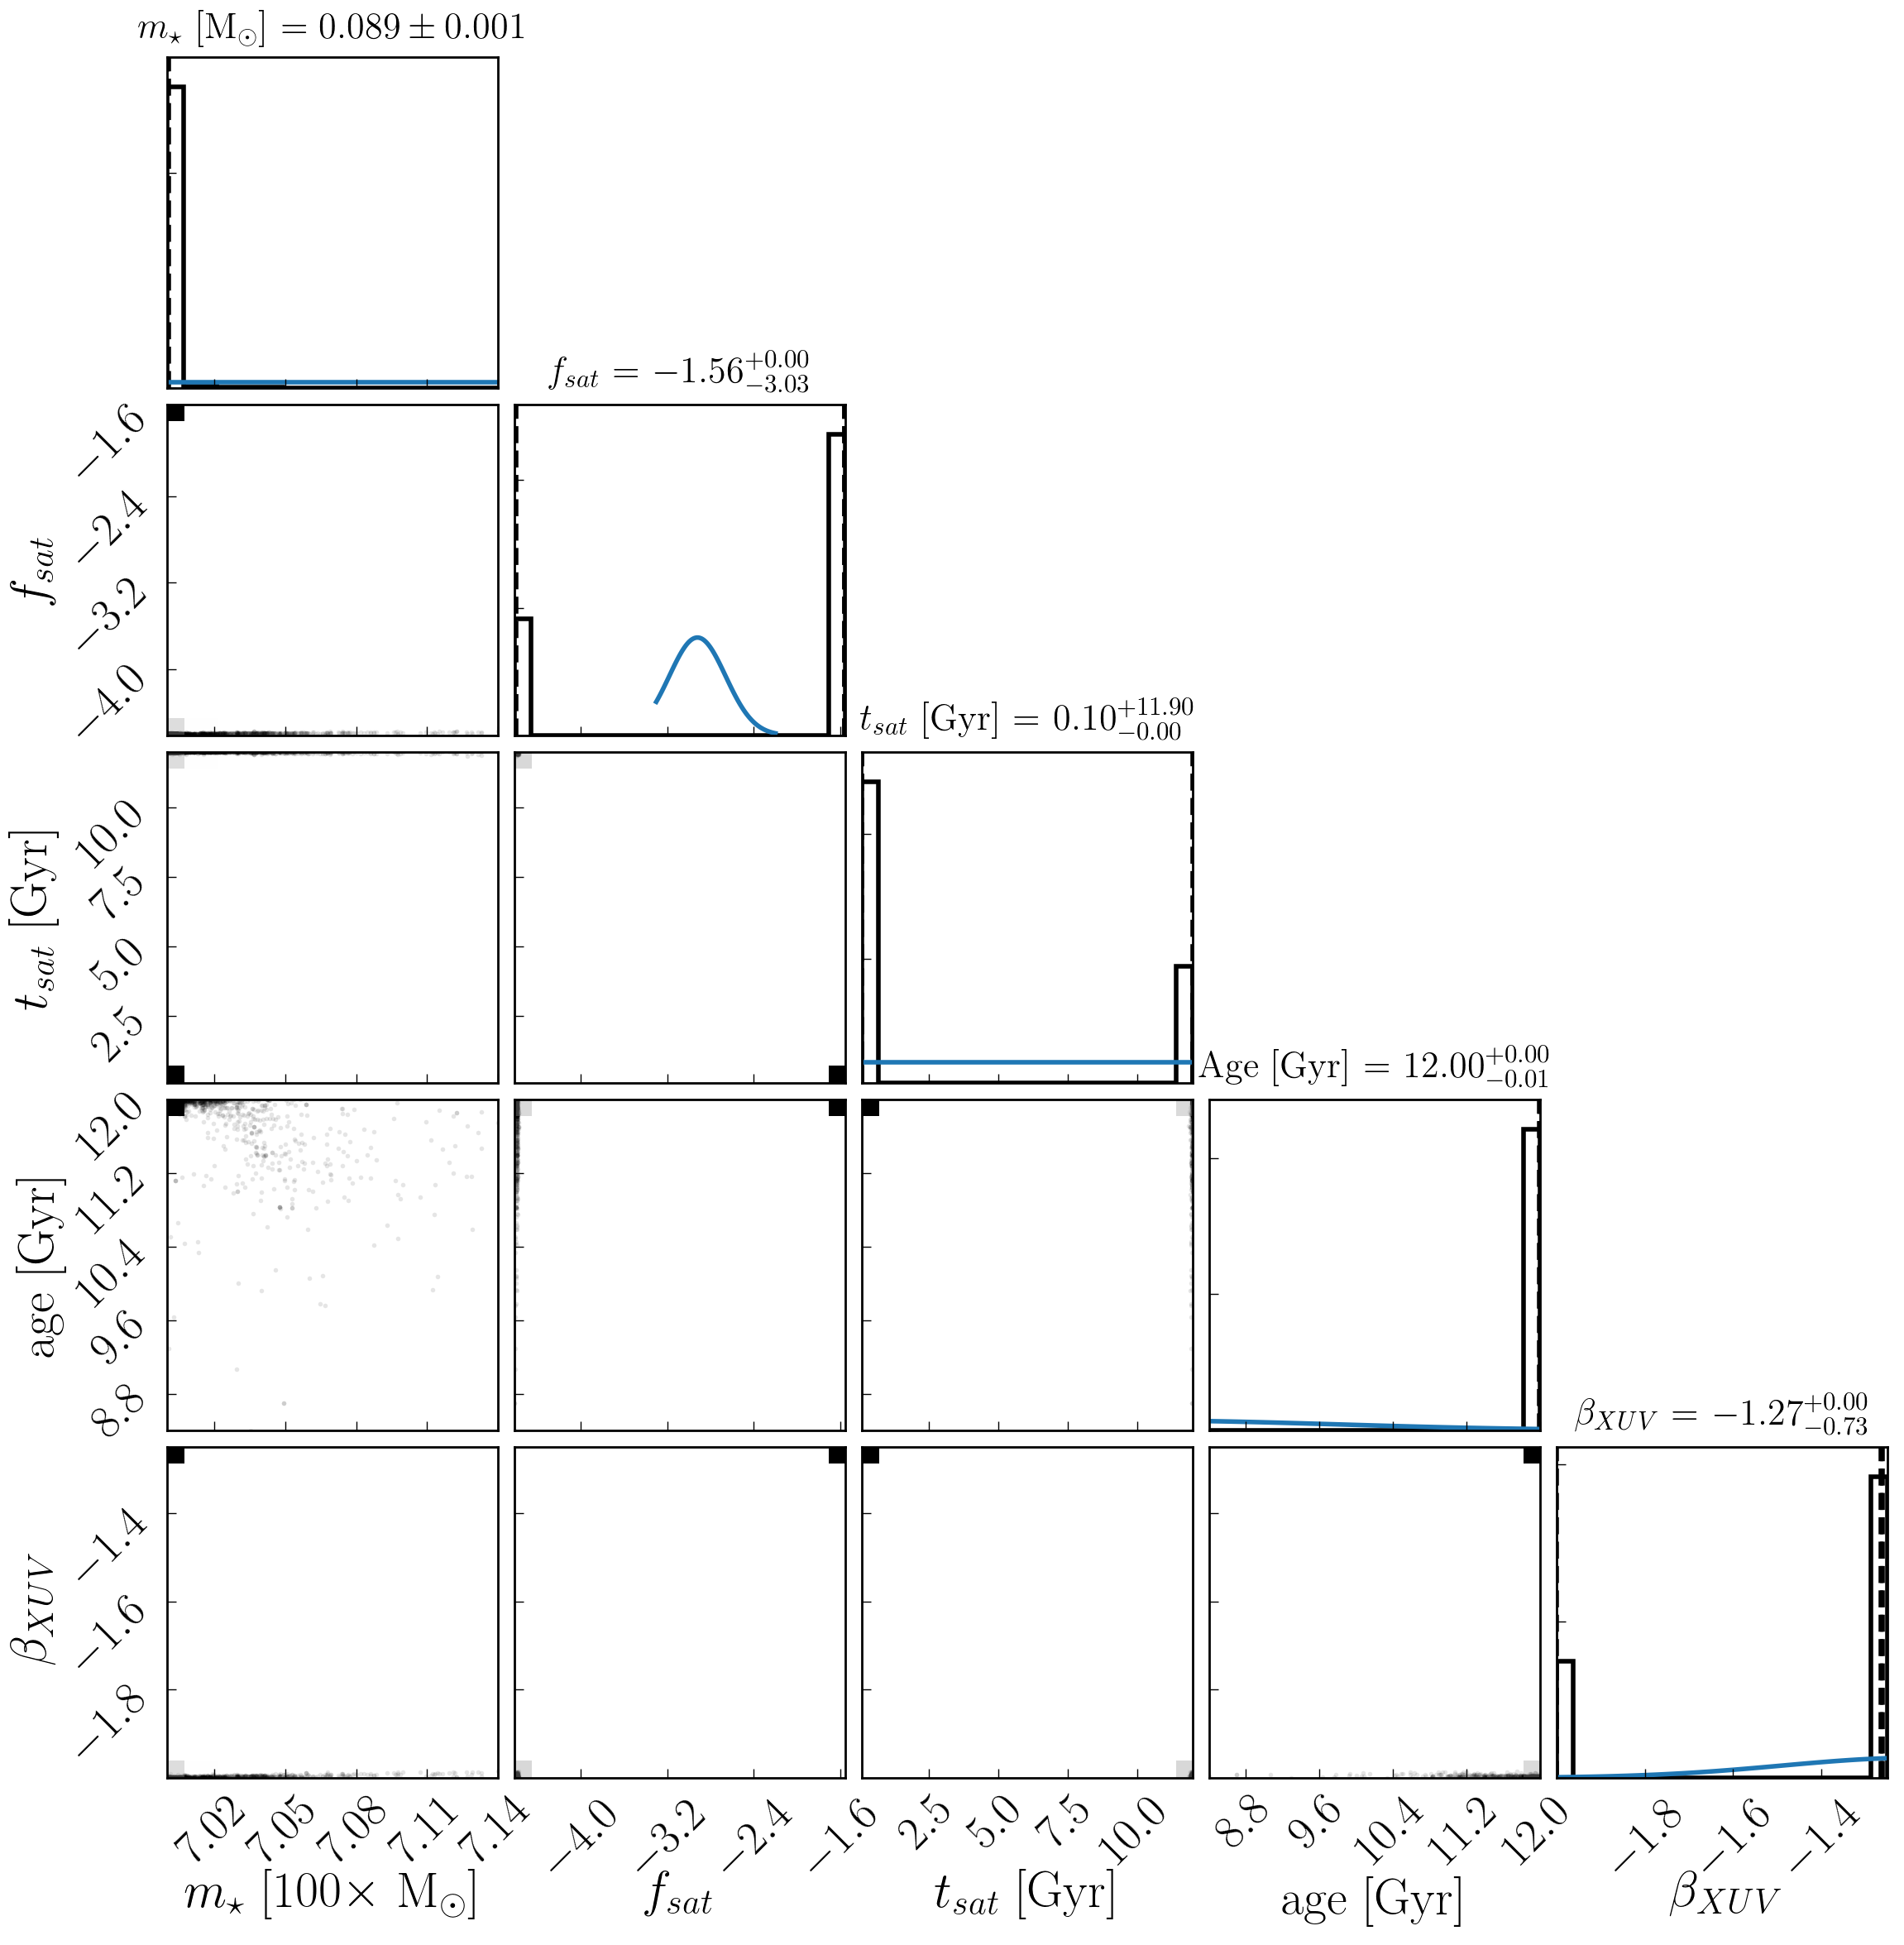 m⋆ [M⊙] = 0.089 ± 0.001
f_sat = −1.56 +0.00 −3.03
−1.6
−2.4
−3.2
−4.0
f_sat
t_sat [Gyr] = 0.10 +11.90 −0.00
10.0
7.5
5.0
2.5
t_sat [Gyr]
Age [Gyr] = 12.00 +0.00 −0.01
12.0
11.2
10.4
9.6
8.8
age [Gyr]
β_XUV = −1.27 +0.00 −0.73
−1.4
−1.6
−1.8
β_XUV
7.02 7.05 7.08 7.11 7.14 −4.0 −3.2 −2.4 −1.6 2.5 5.0 7.5 10.0 8.8 9.6 10.4 11.2 12.0 −1.8 −1.6 −1.4
m⋆ [100× M⊙] f_sat t_sat [Gyr] age [Gyr] β_XUV